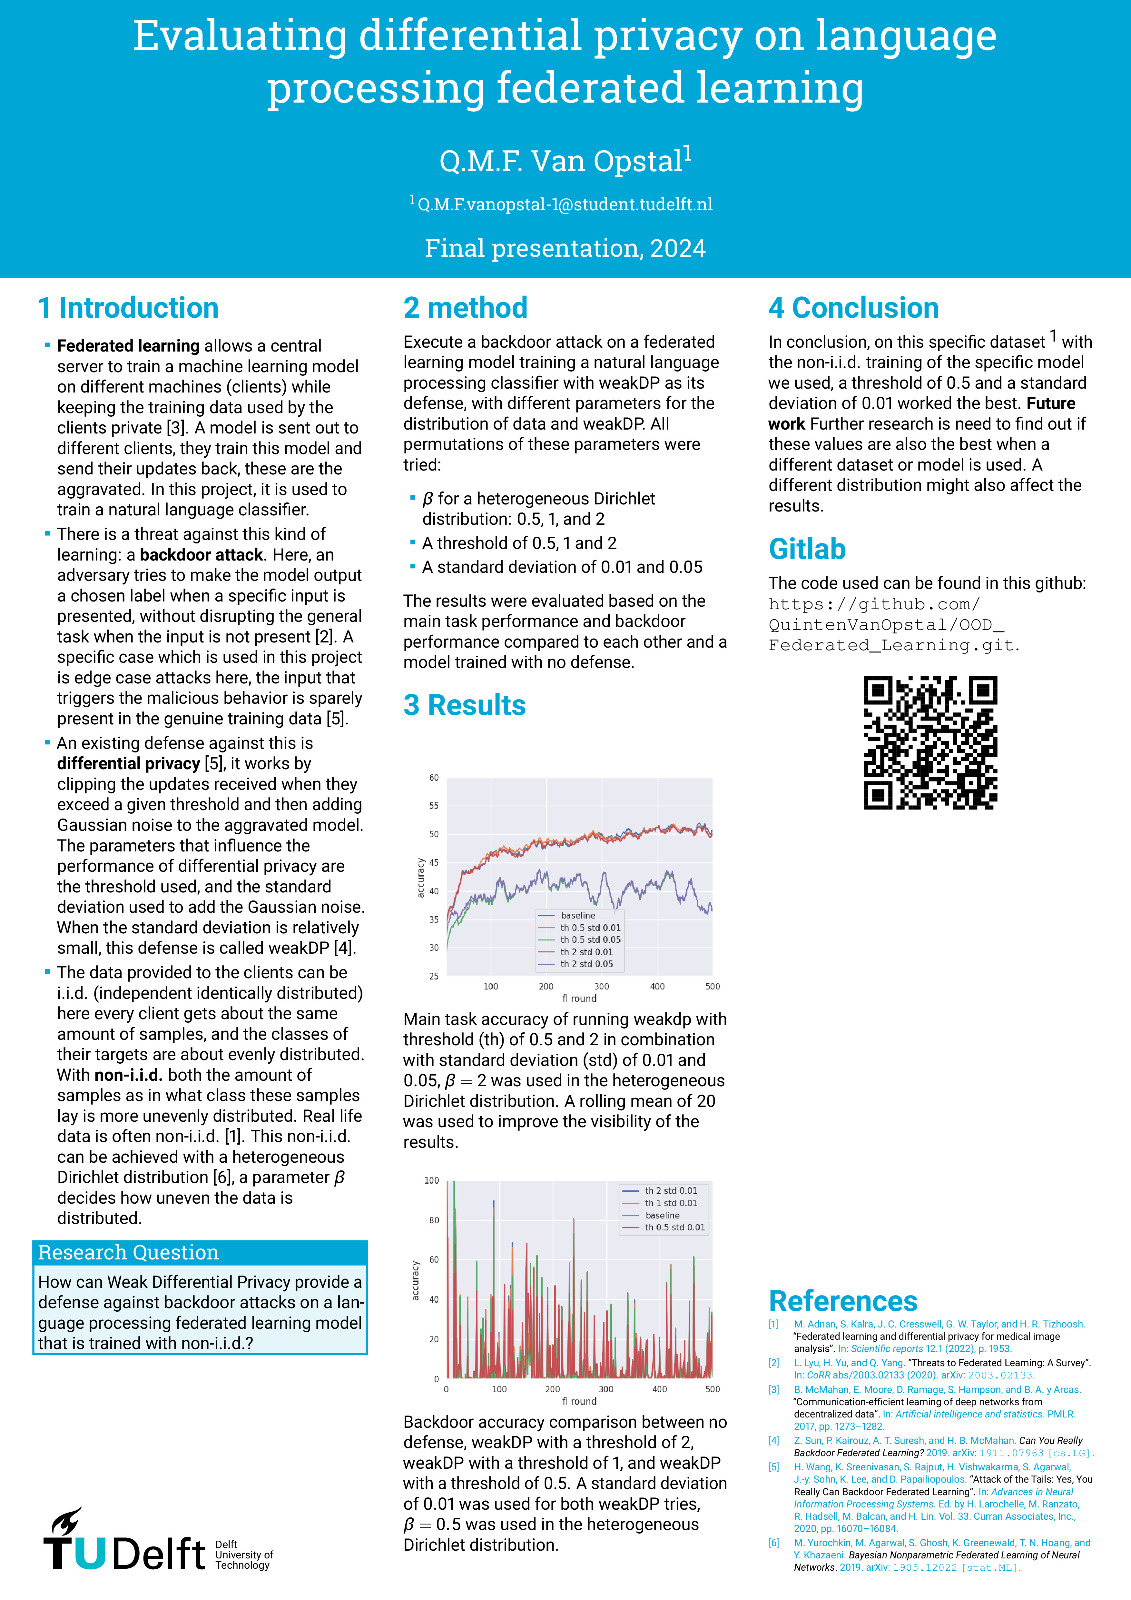 Evaluating differential privacy on language
processing federated learning
Q.M.F. Van Opstal1
1 Q.M.F.vanopstal-1@student.tudelft.nl
Final presentation, 2024
1 Introduction
Federated learning allows a central
server to train a machine learning model
on different machines (clients) while
keeping the training data used by the
clients private [3]. A model is sent out to
different clients, they train this model and
send their updates back, these are the
aggravated. In this project, it is used to
train a natural language classifier.
There is a threat against this kind of
learning: a backdoor attack. Here, an
adversary tries to make the model output
a chosen label when a specific input is
presented, without disrupting the general
task when the input is not present [2]. A
specific case which is used in this project
is edge case attacks here, the input that
triggers the malicious behavior is sparely
present in the genuine training data [5].
An existing defense against this is
differential privacy [5], it works by
clipping the updates received when they
exceed a given threshold and then adding
Gaussian noise to the aggravated model.
The parameters that influence the
performance of differential privacy are
the threshold used, and the standard
deviation used to add the Gaussian noise.
When the standard deviation is relatively
small, this defense is called weakDP [4].
The data provided to the clients can be
i.i.d. (independent identically distributed)
here every client gets about the same
amount of samples, and the classes of
their targets are about evenly distributed.
With non-i.i.d. both the amount of
samples as in what class these samples
lay is more unevenly distributed. Real life
data is often non-i.i.d. [1]. This non-i.i.d.
can be achieved with a heterogeneous
Dirichlet distribution [6], a parameter β
decides how uneven the data is
distributed.
Research Question
How can Weak Differential Privacy provide a
defense against backdoor attacks on a lan-
guage processing federated learning model
that is trained with non-i.i.d.?
TUDelft
Delft
University of
Technology
2 method
Execute a backdoor attack on a federated
learning model training a natural language
processing classifier with weakDP as its
defense, with different parameters for the
distribution of data and weakDP. All
permutations of these parameters were
tried:
β for a heterogeneous Dirichlet
distribution: 0.5, 1, and 2
A threshold of 0.5, 1 and 2
A standard deviation of 0.01 and 0.05
The results were evaluated based on the
main task performance and backdoor
performance compared to each other and a
model trained with no defense.
3 Results
60
55
50
45
40
35
30
25
accuracy
baseline
th 0.5 std 0.01
th 0.5 std 0.05
th 2 std 0.01
th 2 std 0.05
100 200 300 400 500
fl round
Main task accuracy of running weakdp with
threshold (th) of 0.5 and 2 in combination
with standard deviation (std) of 0.01 and
0.05, β = 2 was used in the heterogeneous
Dirichlet distribution. A rolling mean of 20
was used to improve the visibility of the
results.
100
80
60
40
20
0
accuracy
th 2 std 0.01
th 1 std 0.01
baseline
th 0.5 std 0.01
0 100 200 300 400 500
fl round
Backdoor accuracy comparison between no
defense, weakDP with a threshold of 2,
weakDP with a threshold of 1, and weakDP
with a threshold of 0.5. A standard deviation
of 0.01 was used for both weakDP tries,
β = 0.5 was used in the heterogeneous
Dirichlet distribution.
4 Conclusion
In conclusion, on this specific dataset 1 with
the non-i.i.d. training of the specific model
we used, a threshold of 0.5 and a standard
deviation of 0.01 worked the best. Future
work Further research is need to find out if
these values are also the best when a
different dataset or model is used. A
different distribution might also affect the
results.
Gitlab
The code used can be found in this github:
https://github.com/
QuintenVanOpstal/OOD_
Federated_Learning.git.
References
[1] M. Adnan, S. Kalra, J. C. Cresswell, G. W. Taylor, and H. R. Tizhoosh.
“Federated learning and differential privacy for medical image
analysis”. In: Scientific reports 12.1 (2022), p. 1953.
[2] L. Lyu, H. Yu, and Q. Yang. “Threats to Federated Learning: A Survey”.
In: CoRR abs/2003.02133 (2020). arXiv: 2003.02133.
[3] B. McMahan, E. Moore, D. Ramage, S. Hampson, and B. A. y Arcas.
“Communication-efficient learning of deep networks from
decentralized data”. In: Artificial intelligence and statistics. PMLR.
2017, pp. 1273–1282.
[4] Z. Sun, P. Kairouz, A. T. Suresh, and H. B. McMahan. Can You Really
Backdoor Federated Learning? 2019. arXiv: 1911.07963 [cs.LG].
[5] H. Wang, K. Sreenivasan, S. Rajput, H. Vishwakarma, S. Agarwal,
J.-y. Sohn, K. Lee, and D. Papailiopoulos. “Attack of the Tails: Yes, You
Really Can Backdoor Federated Learning”. In: Advances in Neural
Information Processing Systems. Ed. by H. Larochelle, M. Ranzato,
R. Hadsell, M. Balcan, and H. Lin. Vol. 33. Curran Associates, Inc.,
2020, pp. 16070–16084.
[6] M. Yurochkin, M. Agarwal, S. Ghosh, K. Greenewald, T. N. Hoang, and
Y. Khazaeni. Bayesian Nonparametric Federated Learning of Neural
Networks. 2019. arXiv: 1905.12022 [stat.ML].